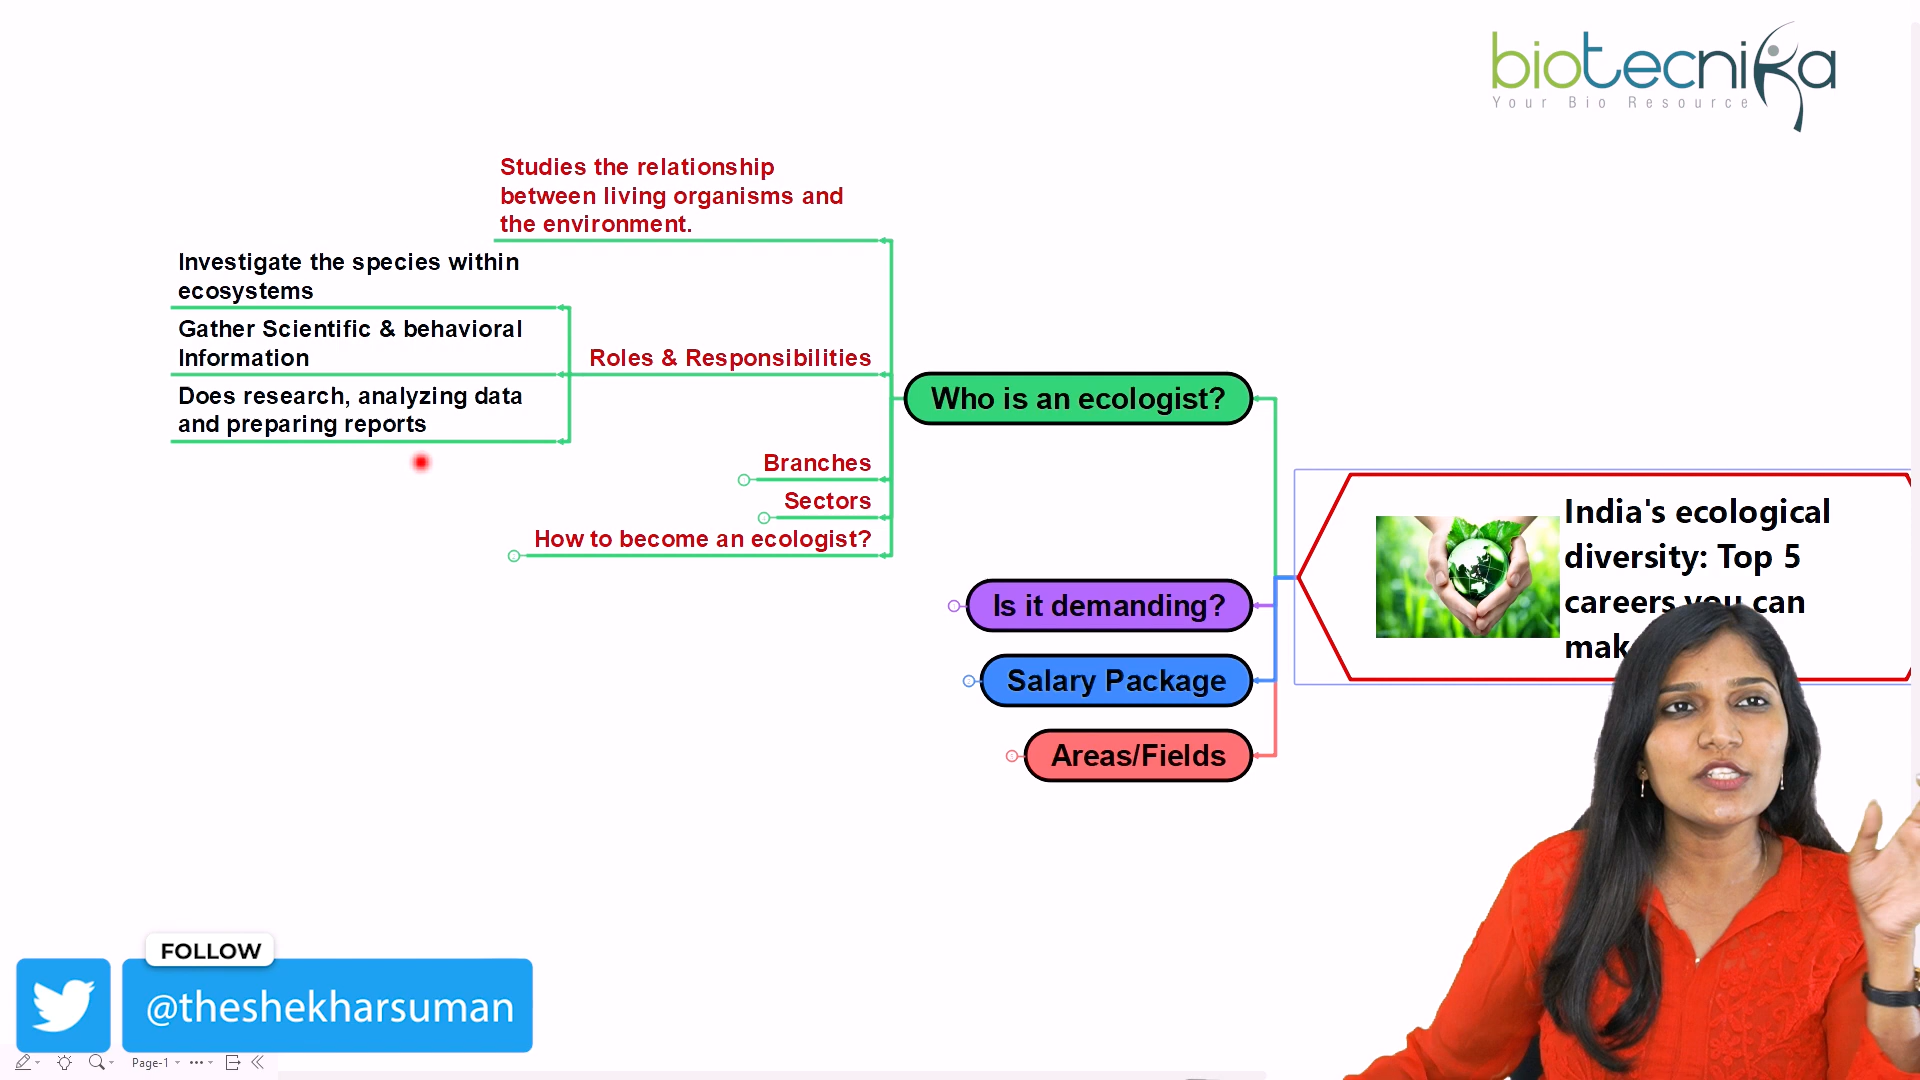 biotecnika
Your Bio Resource
Studies the relationship
between living organisms and
the environment.
Investigate the species within
ecosystems
Gather Scientific & behavioral
Information
Does research, analyzing data
and preparing reports
Roles & Responsibilities
Who is an ecologist?
Branches
Sectors
How to become an ecologist?
Is it demanding?
Salary Package
Areas/Fields
India's ecological
diversity: Top 5
careers you can
FOLLOW
@theshekharsuman
Page-1